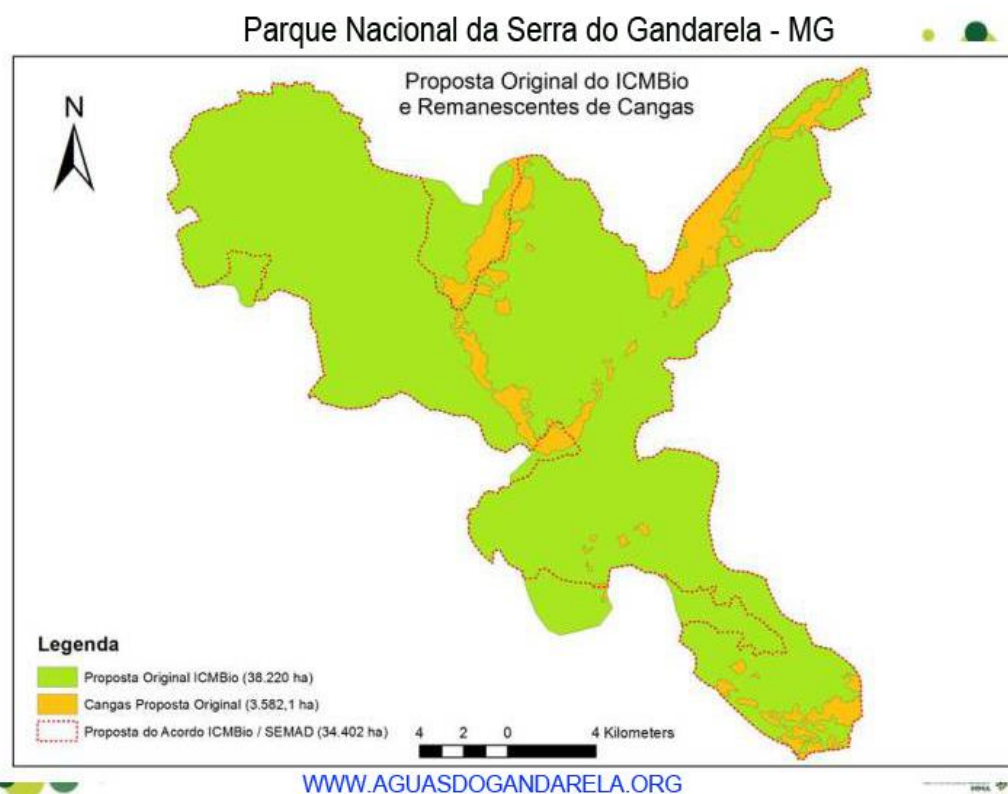 Parque Nacional da Serra do Gandarela - MG
Proposta Original do ICMBio
e Remanescentes de Cangas
N
Legenda
Proposta Original ICMBio (38.220 ha)
Cangas Proposta Original (3.582,1 ha)
Proposta do Acordo ICMBio / SEMAD (34.402 ha)
4 2 0 4 Kilometers
WWW.AGUASDOGANDARELA.ORG